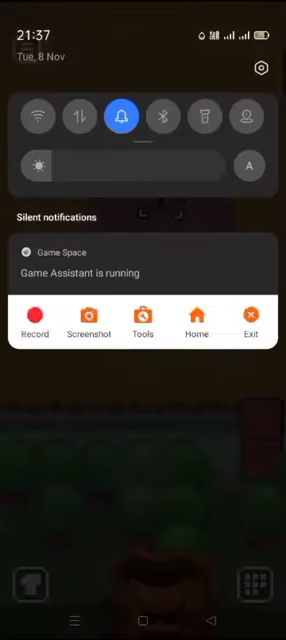 21:37
Tue, 8 Nov
A
Silent notifications
Game Space
Game Assistant is running
Record Screenshot Tools Home Exit